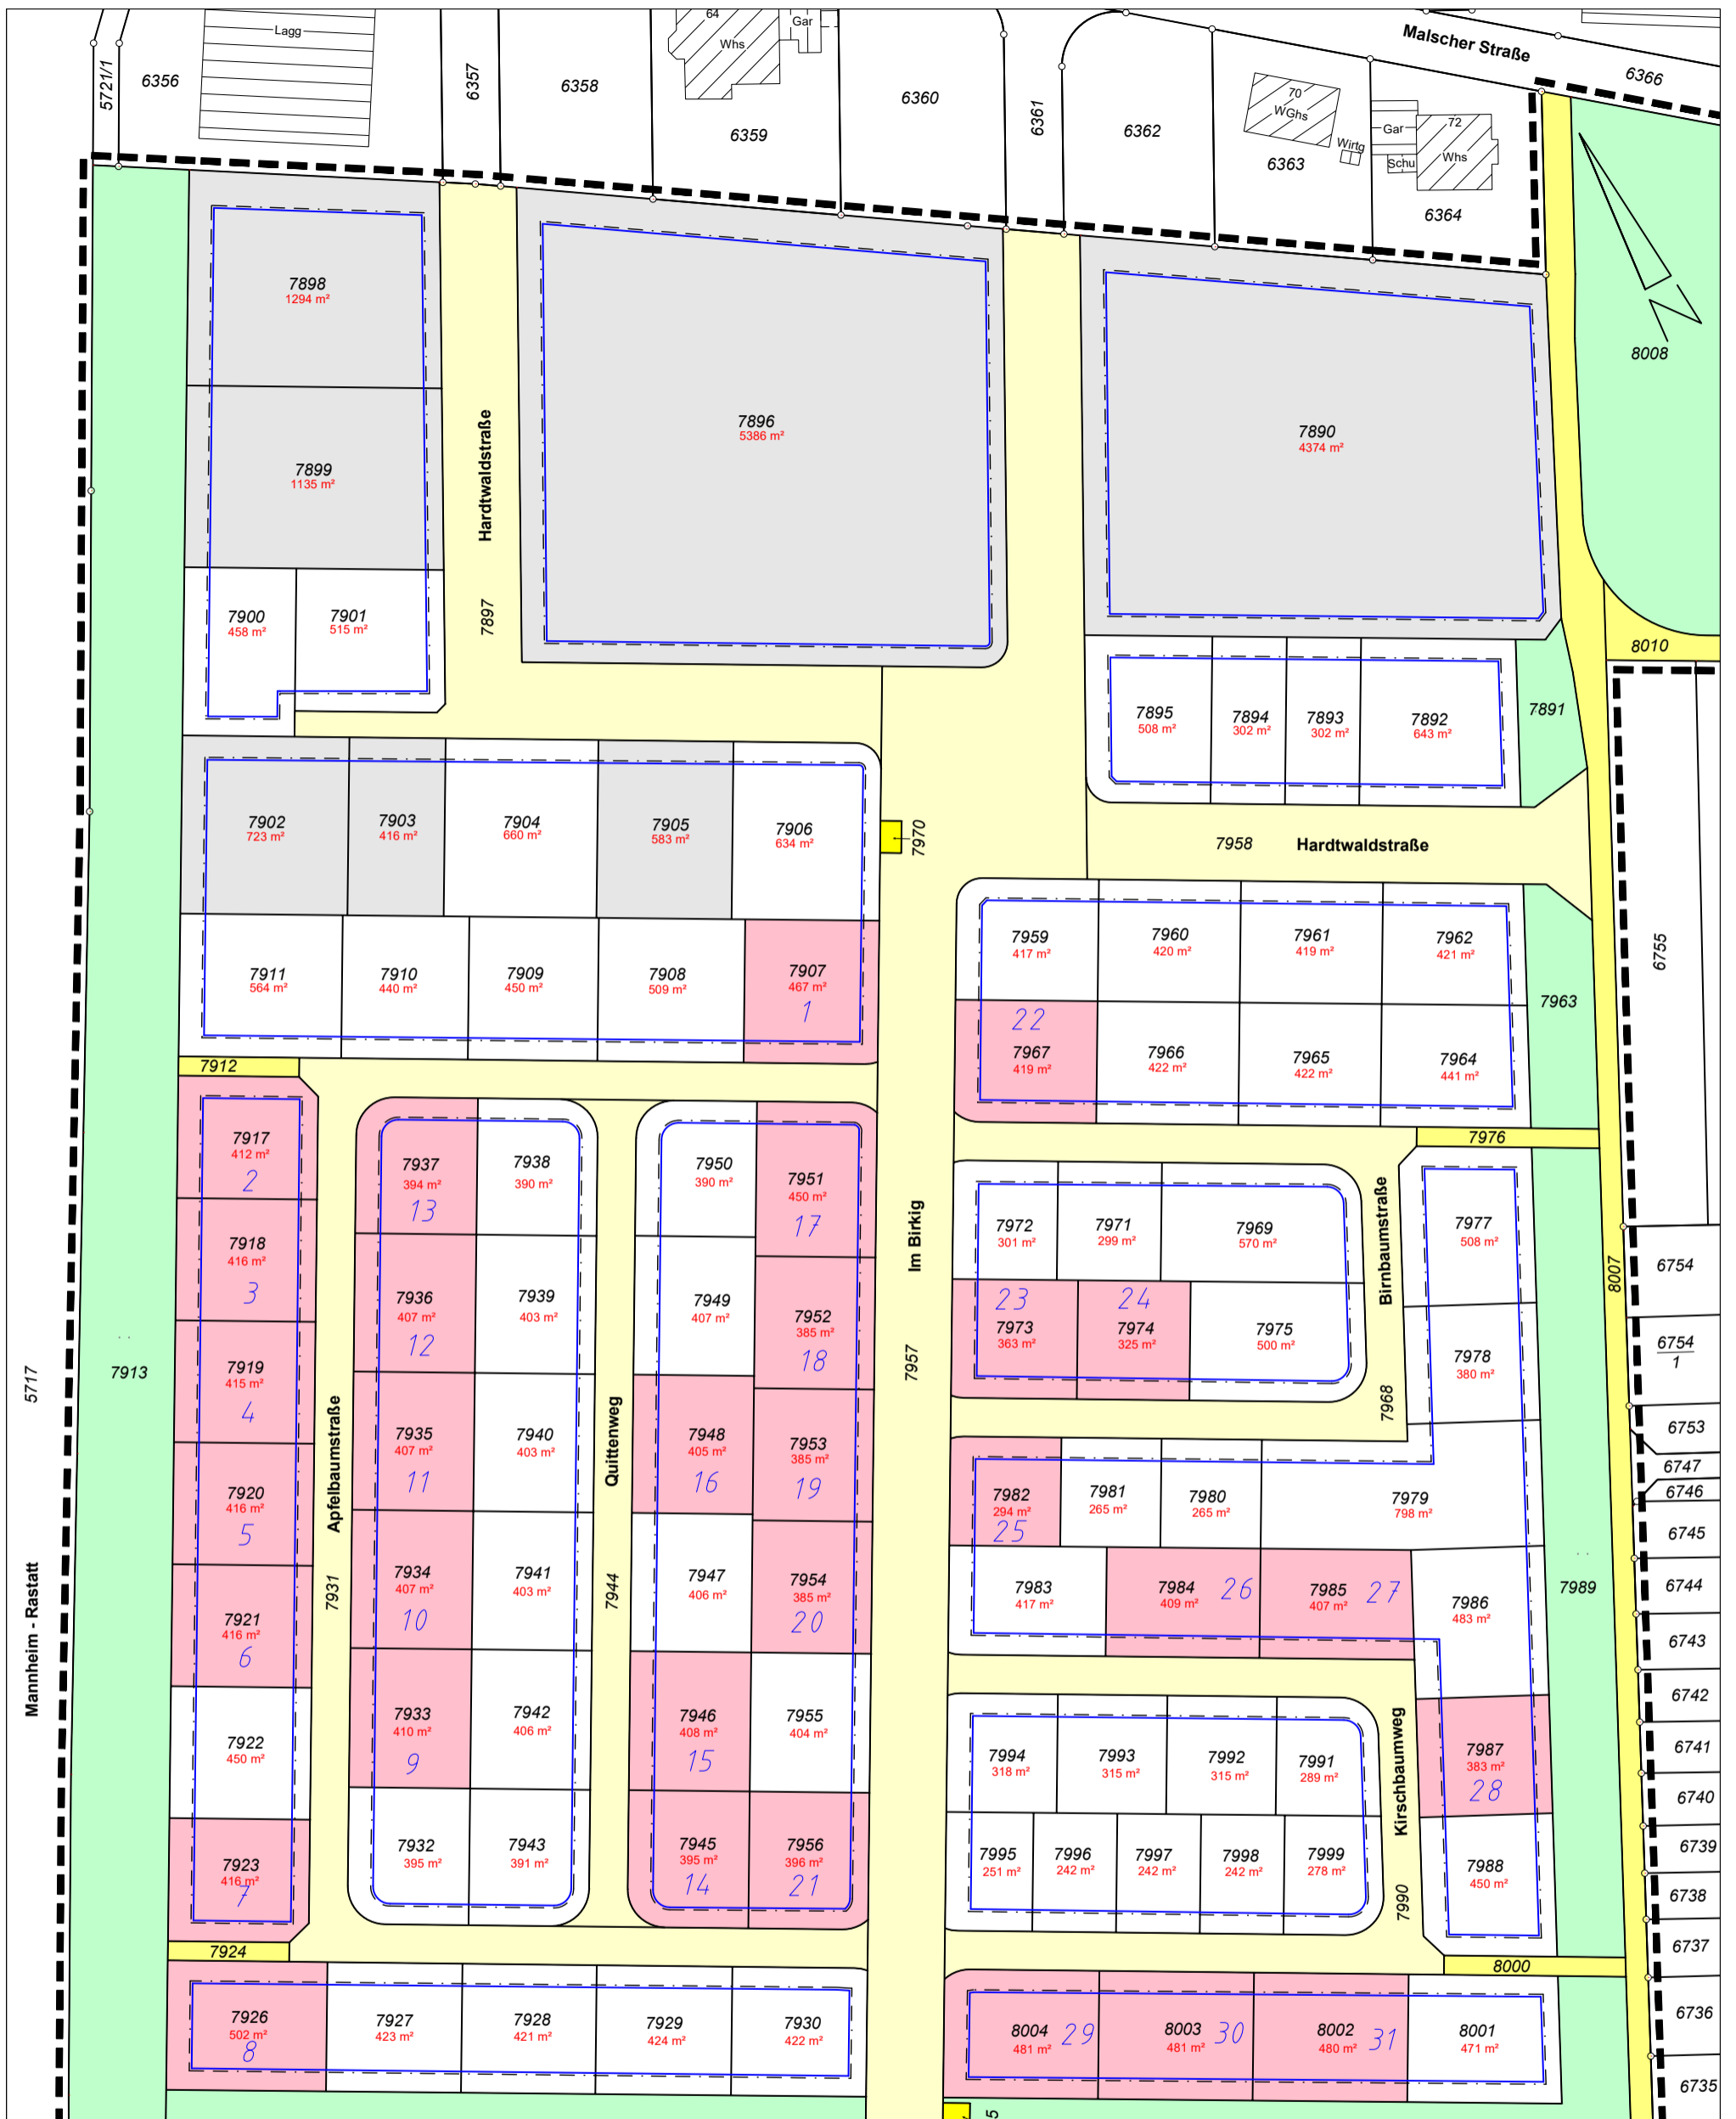 Lagg
64
Whs
Gar
Malscher Straße
5721/1
6356
6357
6358
6359
6360
6361
6362
70
WGhs
Wirtg
6363
Gar
Schu
72
Whs
6364
6366
8008
7898
1294 m²
7899
1135 m²
7896
5386 m²
7890
4374 m²
Hardtwaldstraße
7897
7900
458 m²
7901
515 m²
8010
7895
508 m²
7894
302 m²
7893
302 m²
7892
643 m²
7891
7902
723 m²
7903
416 m²
7904
660 m²
7905
583 m²
7906
634 m²
7970
7958
Hardtwaldstraße
7911
564 m²
7910
440 m²
7909
450 m²
7908
509 m²
7907
467 m²
1
7959
417 m²
7960
420 m²
7961
419 m²
7962
421 m²
7963
6755
22
7967
419 m²
7966
422 m²
7965
422 m²
7964
441 m²
7912
7976
7917
412 m²
2
7918
416 m²
3
7919
415 m²
4
7920
416 m²
5
7921
416 m²
6
7922
450 m²
7923
416 m²
7
7913
5717
Mannheim - Rastatt
Apfelbaumstraße
7931
7937
394 m²
13
7938
390 m²
7936
407 m²
12
7939
403 m²
7935
407 m²
11
7940
403 m²
7934
407 m²
10
7941
403 m²
7933
410 m²
9
7942
406 m²
7932
395 m²
7943
391 m²
Quittenweg
7944
7950
390 m²
7951
450 m²
17
7949
407 m²
7952
385 m²
18
7948
405 m²
16
7953
385 m²
19
7947
406 m²
7954
385 m²
20
7946
408 m²
15
7955
404 m²
7945
395 m²
14
7956
396 m²
21
Im Birkig
7957
7972
301 m²
7971
299 m²
7969
570 m²
Birnbaumstraße
7968
23
7973
363 m²
24
7974
325 m²
7975
500 m²
7977
508 m²
7978
380 m²
8007
6754
6754
1
6753
6747
6746
6745
6744
6743
6742
6741
6740
6739
6738
6737
6736
6735
7982
294 m²
25
7981
265 m²
7980
265 m²
7979
798 m²
7983
417 m²
7984
409 m²
26
7985
407 m²
27
7986
483 m²
7989
7994
318 m²
7993
315 m²
7992
315 m²
7991
289 m²
Kirschbaumweg
7990
7987
383 m²
28
7995
251 m²
7996
242 m²
7997
242 m²
7998
242 m²
7999
278 m²
7988
450 m²
7924
8000
7926
502 m²
8
7927
423 m²
7928
421 m²
7929
424 m²
7930
422 m²
8004
481 m²
29
8003
481 m²
30
8002
480 m²
31
8001
471 m²
5